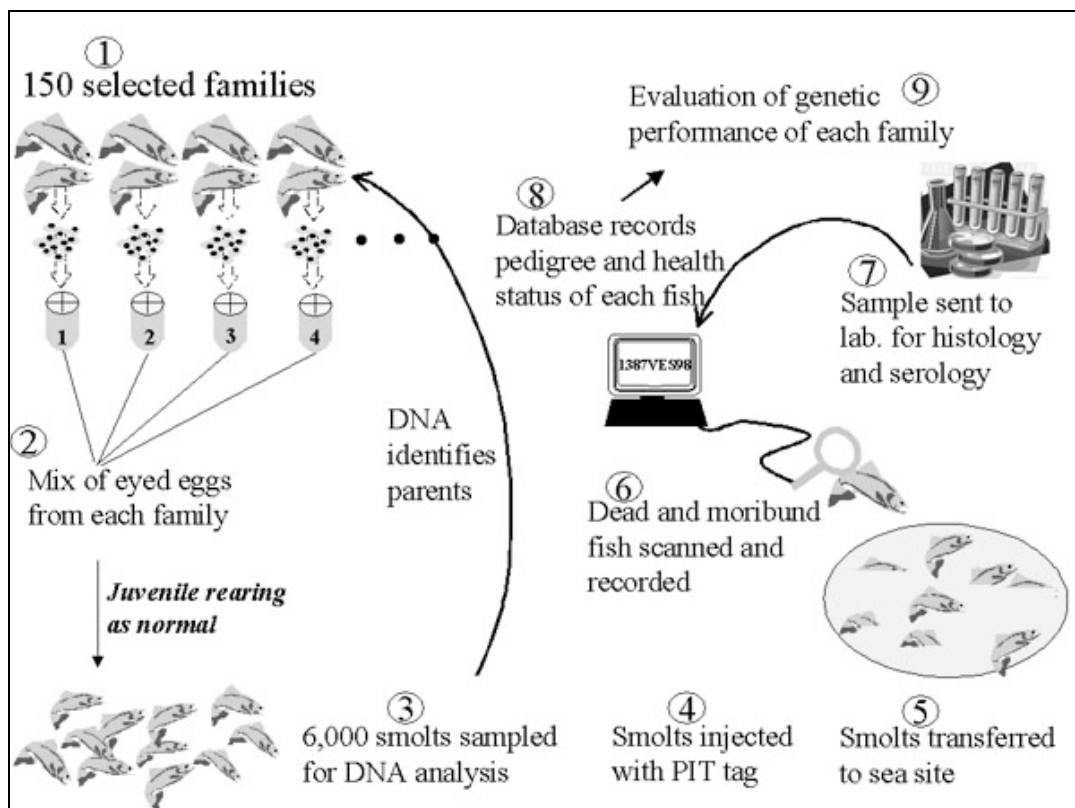 ①
150 selected families
1 2 3 4
②
Mix of eyed eggs
from each family
Juvenile rearing
as normal
DNA
identifies
parents
③
6,000 smolts sampled
for DNA analysis
④
Smolts injected
with PIT tag
⑤
Smolts transferred
to sea site
⑥
Dead and moribund
fish scanned and
recorded
1387VES98
⑦
Sample sent to
lab. for histology
and serology
⑧
Database records
pedigree and health
status of each fish
⑨
Evaluation of genetic
performance of each family